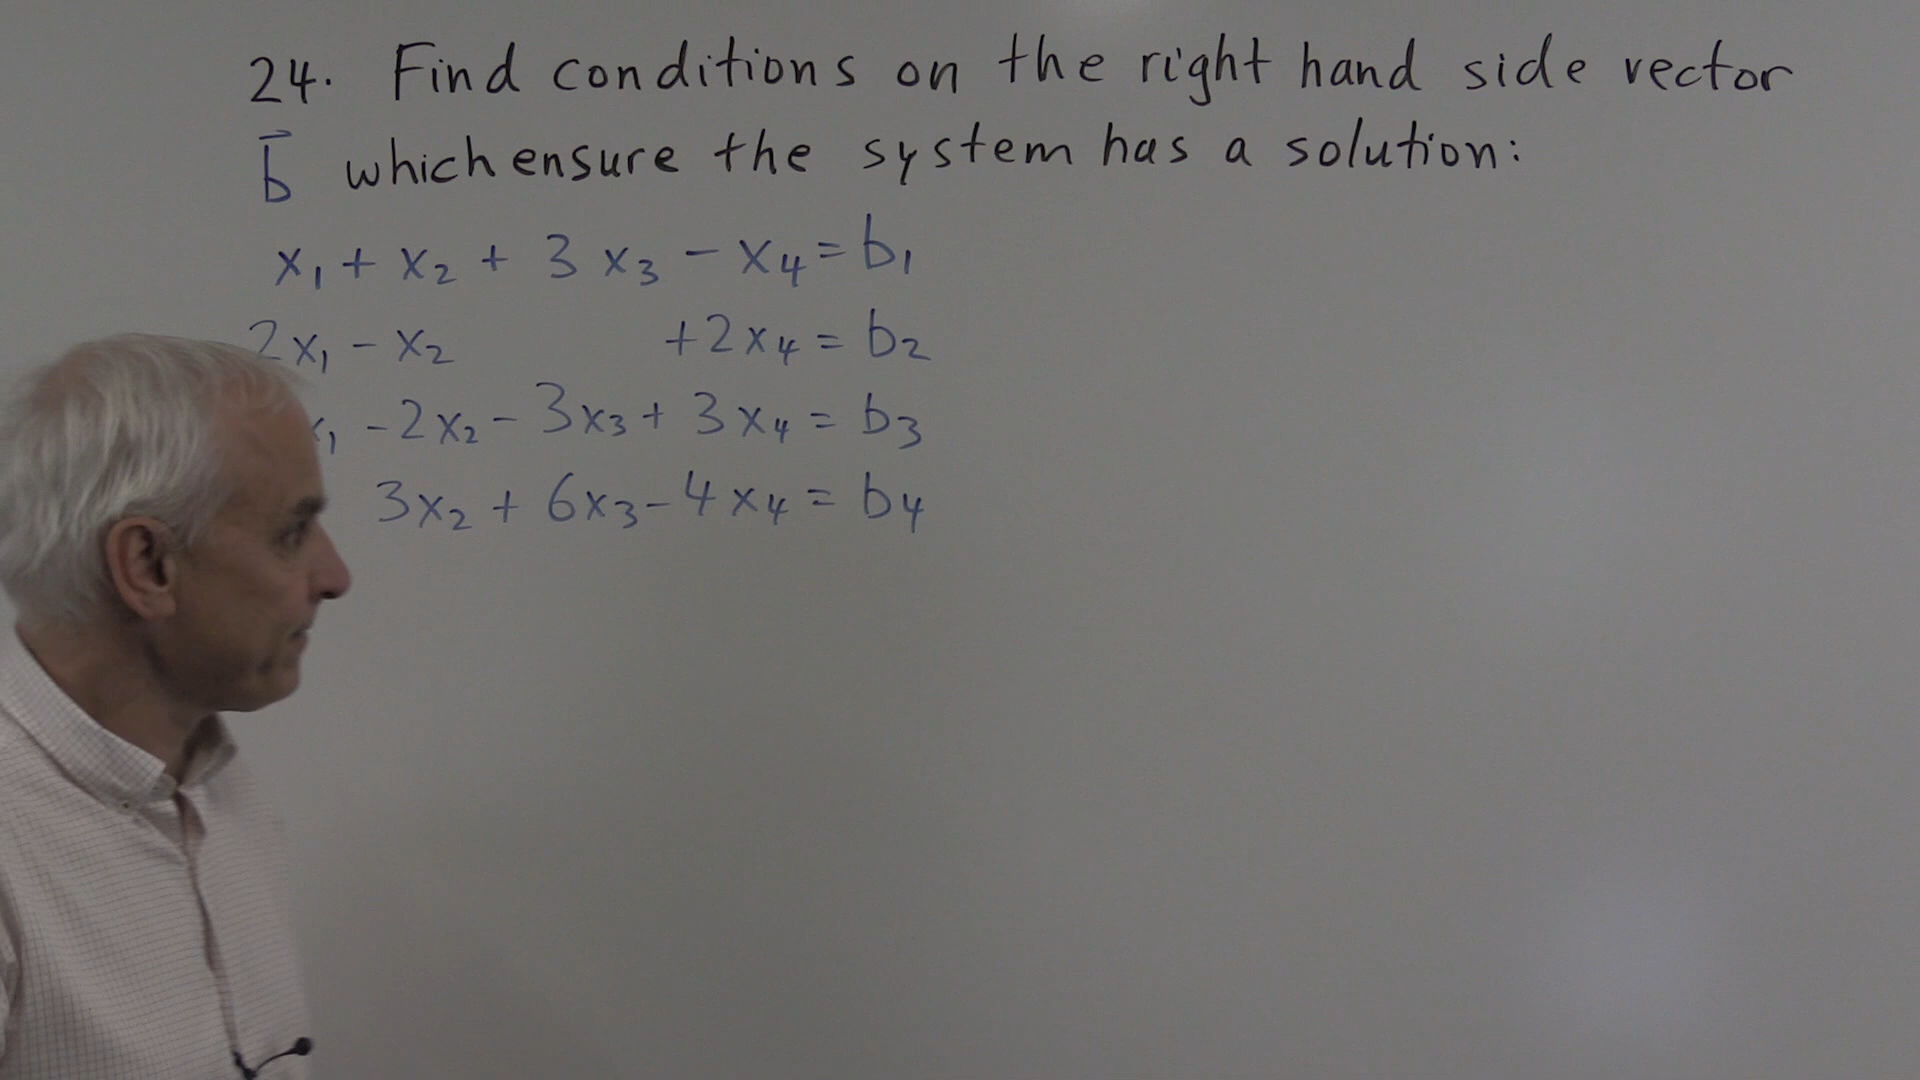 24. Find conditions on the right hand side vector
b⃗ which ensure the system has a solution:
x₁ + x₂ + 3x₃ - x₄ = b₁
2x₁ - x₂ +2x₄ = b₂
x₁ - 2x₂ - 3x₃ + 3x₄ = b₃
3x₂ + 6x₃ - 4x₄ = b₄